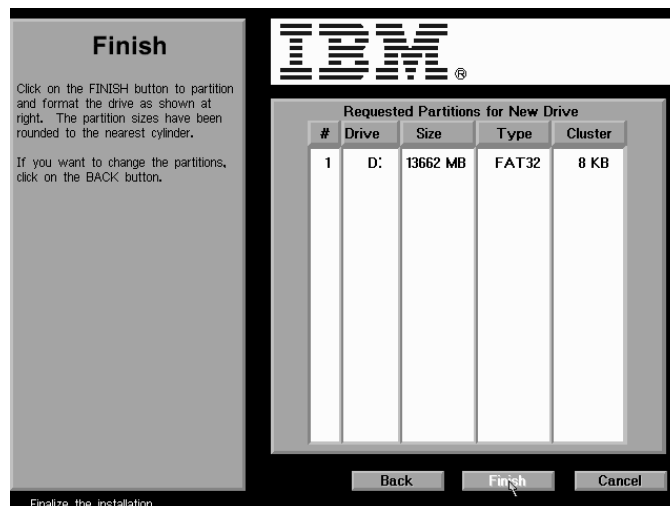 Finish
Click on the FINISH button to partition
and format the drive as shown at
right. The partition sizes have been
rounded to the nearest cylinder.
If you want to change the partitions,
click on the BACK button.
IBM®
Requested Partitions for New Drive
# Drive Size Type Cluster
1 D: 13662 MB FAT32 8 KB
Back Finish Cancel
Finalize the installation